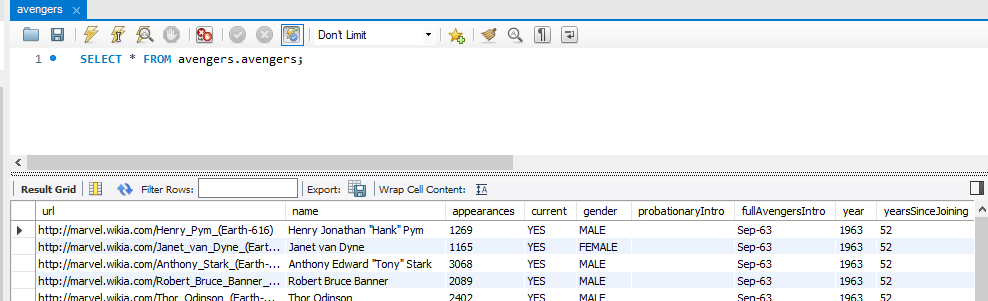 avengers ×
Don't Limit
1 SELECT * FROM avengers.avengers;
Result Grid Filter Rows: Export: Wrap Cell Content:
url name appearances current gender probationaryIntro fullAvengersIntro year yearsSinceJoining
http://marvel.wikia.com/Henry_Pym_(Earth-616) Henry Jonathan "Hank" Pym 1269 YES MALE Sep-63 1963 52
http://marvel.wikia.com/Janet_van_Dyne_(Eart... Janet van Dyne 1165 YES FEMALE Sep-63 1963 52
http://marvel.wikia.com/Anthony_Stark_(Earth-... Anthony Edward "Tony" Stark 3068 YES MALE Sep-63 1963 52
http://marvel.wikia.com/Robert_Bruce_Banner_... Robert Bruce Banner 2089 YES MALE Sep-63 1963 52
http://marvel.wikia.com/Thor_Odinson_(Earth-... Thor Odinson 2402 YES MALE Sep-63 1963 52